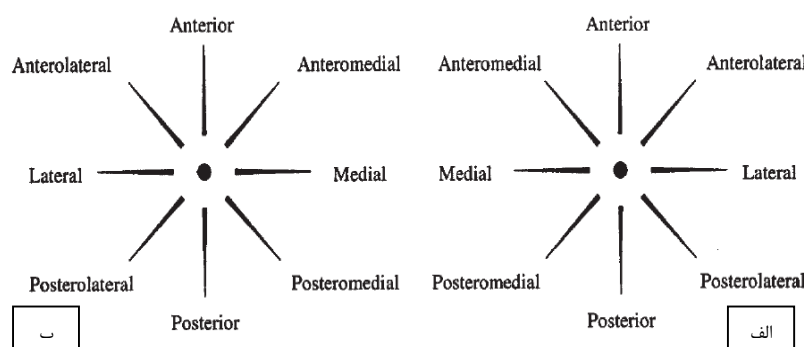 Anterior
Anterolateral
Anteromedial
Lateral
Medial
Posterolateral
Posteromedial
Posterior
ب
Anterior
Anteromedial
Anterolateral
Medial
Lateral
Posteromedial
Posterolateral
Posterior
الف